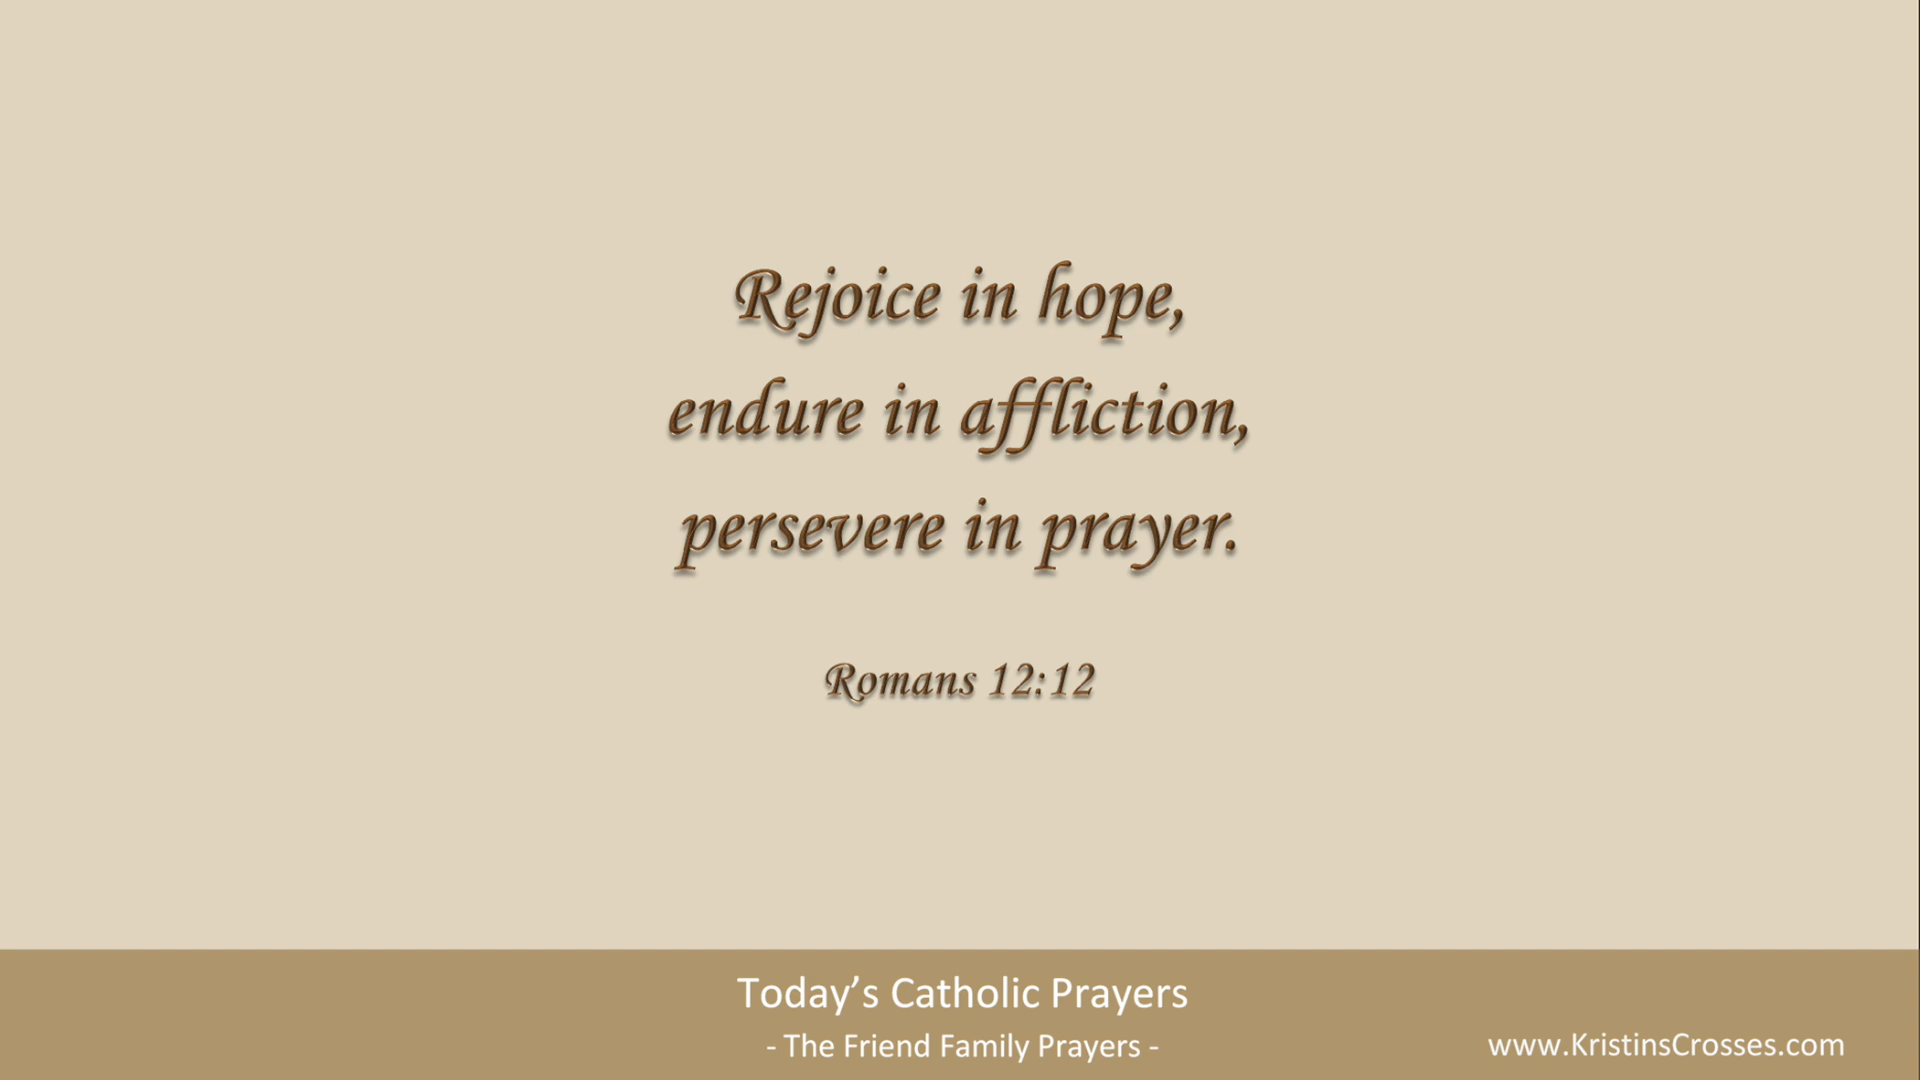 Rejoice in hope,
endure in affliction,
persevere in prayer.
Romans 12:12
Today’s Catholic Prayers
- The Friend Family Prayers -
www.KristinsCrosses.com